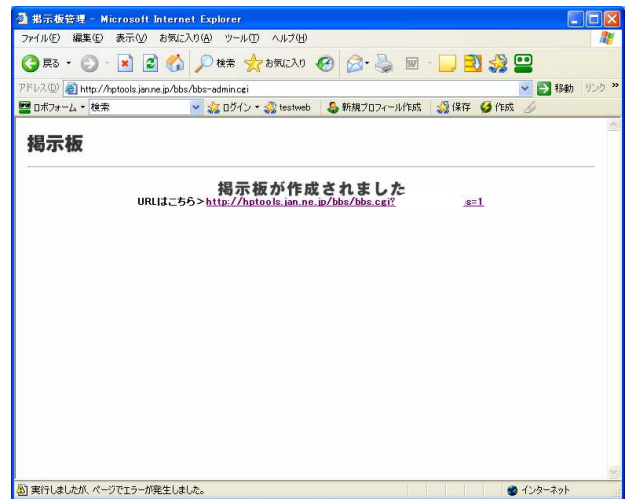 掲示板管理 - Microsoft Internet Explorer
ファイル(F) 編集(E) 表示(V) お気に入り(A) ツール(T) ヘルプ(H)
戻る 検索 お気に入り
アドレス(D) http://hptools.jan.ne.jp/bbs/bbs-admin.cgi 移動 リンク »
ロボフォーム 検索 ログイン testweb 新規プロフィール作成 保存 作成
掲示板
掲示板が作成されました
URLはこちら>http://hptools.jan.ne.jp/bbs/bbs.cgi? s=1
実行しましたが、ページでエラーが発生しました。 インターネット